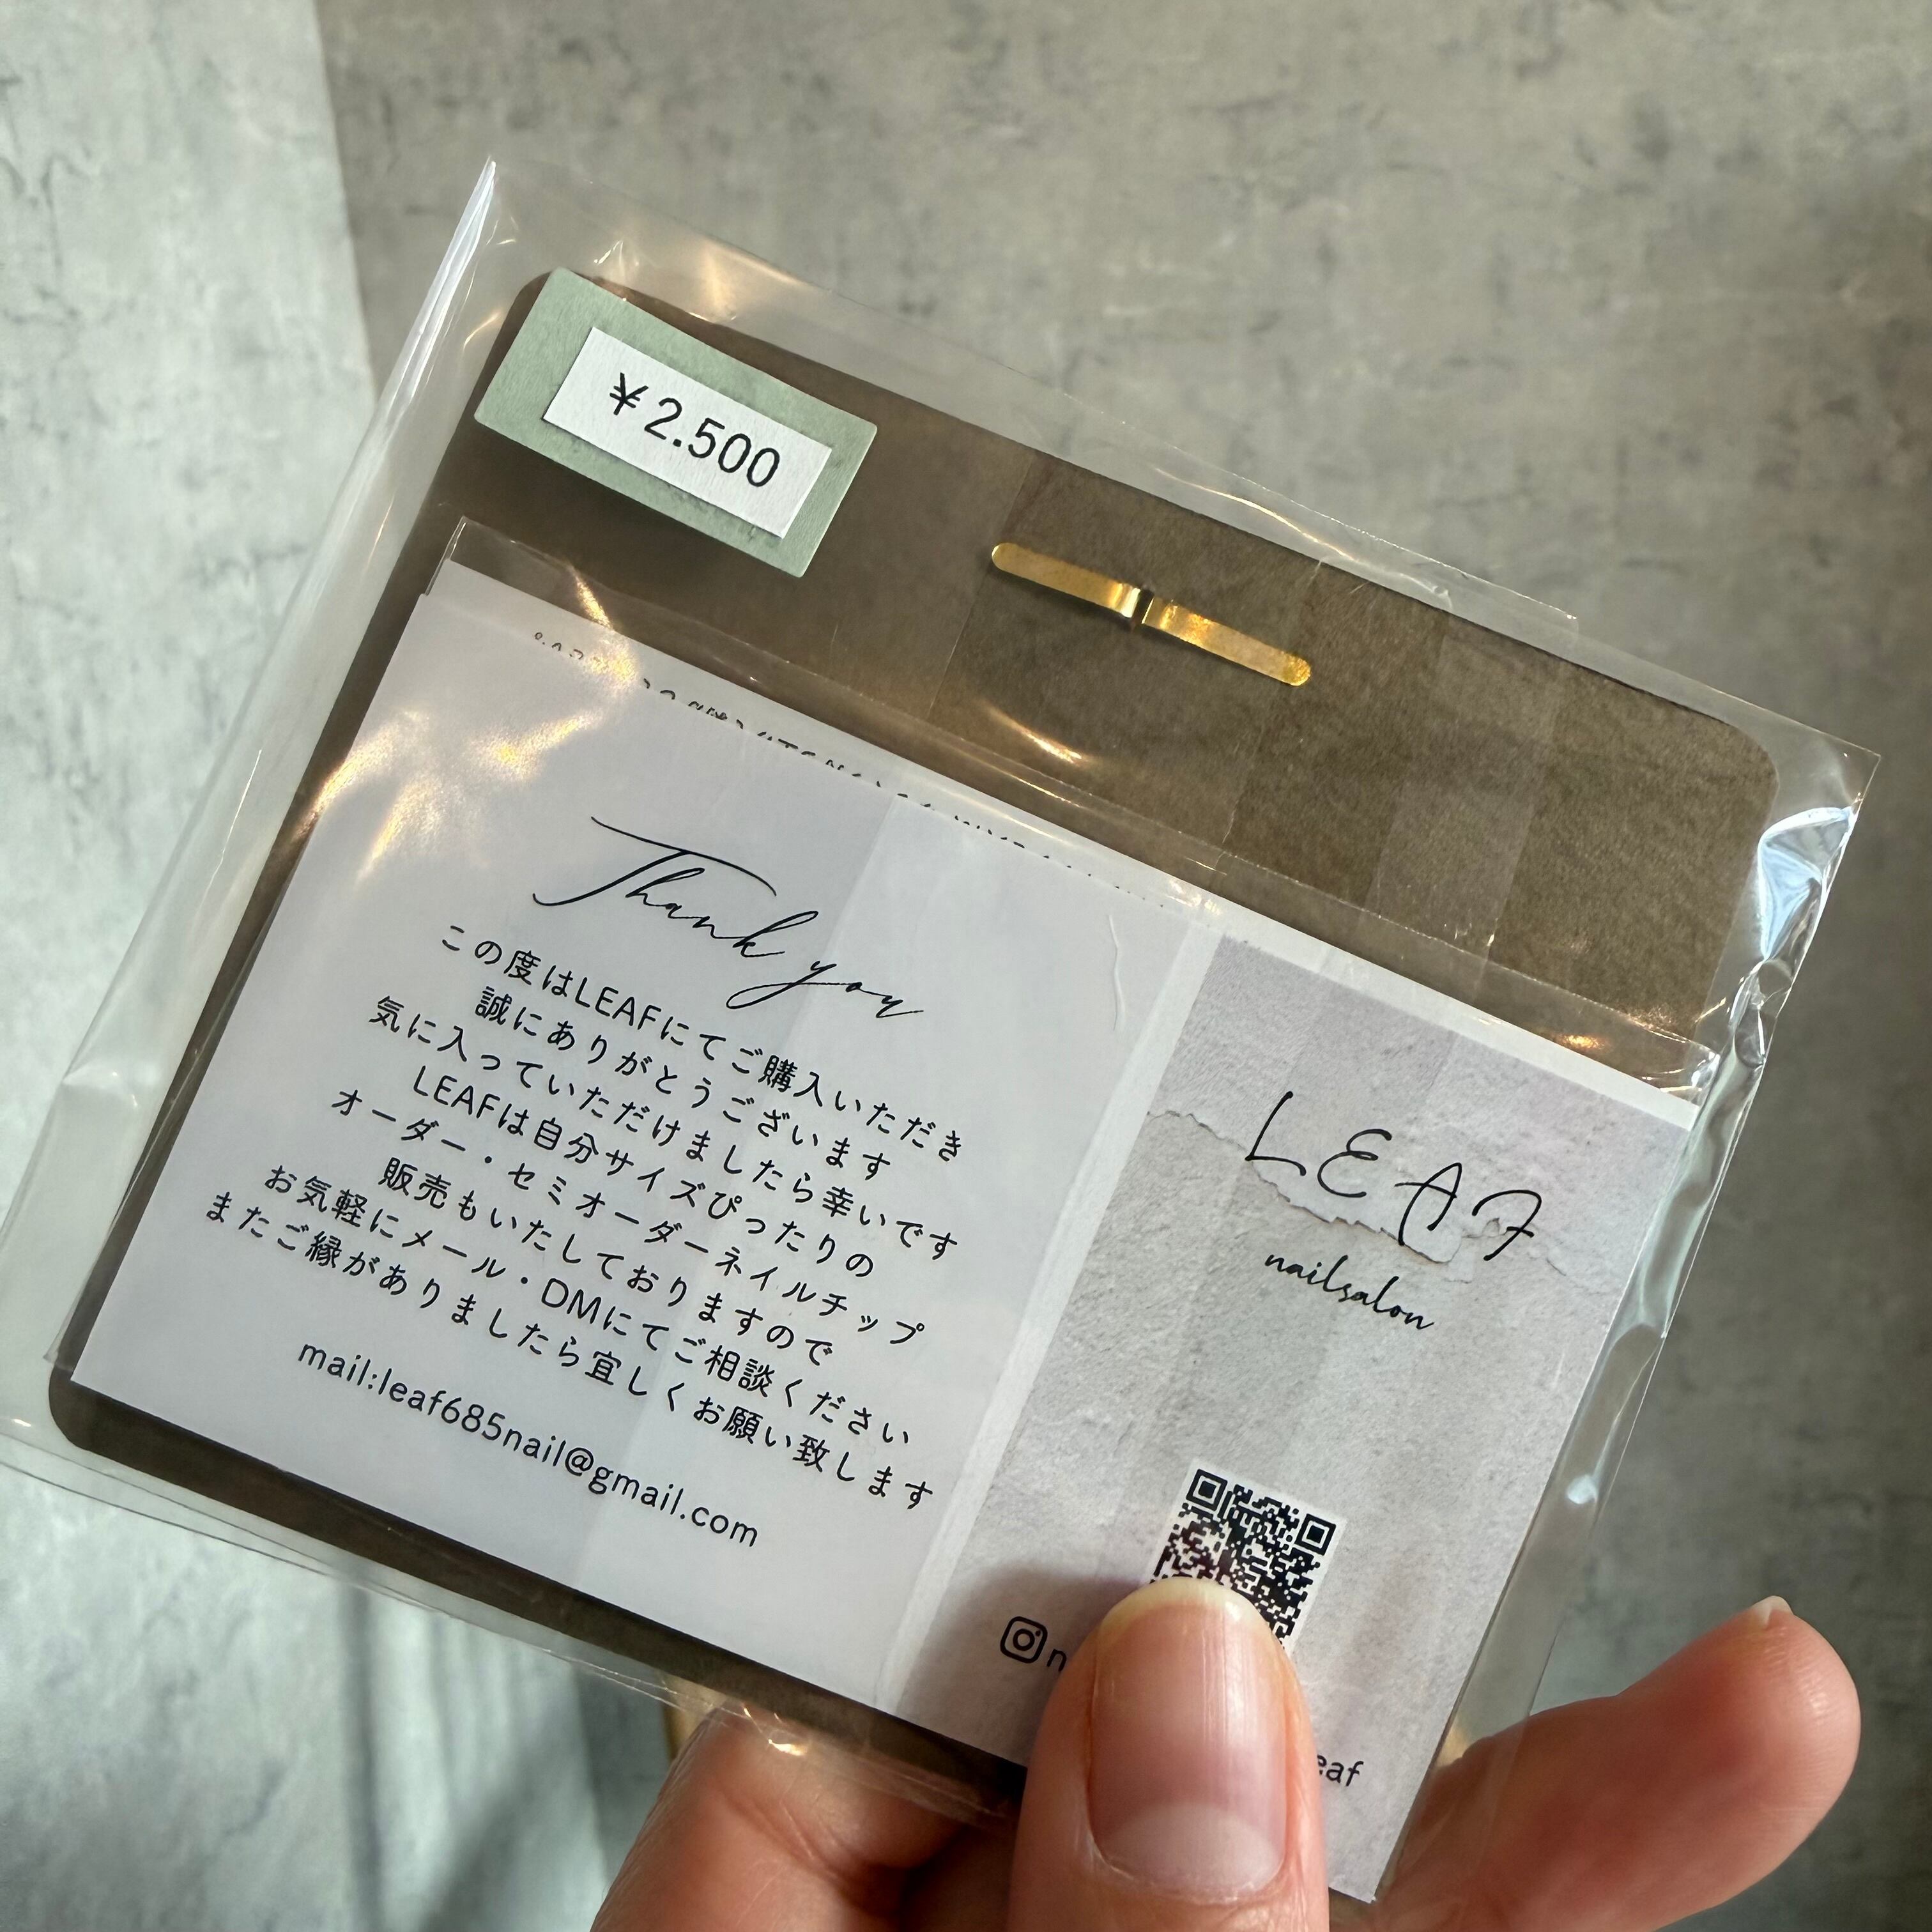 ¥2.500
Thank you
この度はLEAFにてご購入いただき
誠にありがとうございます
気に入っていただけましたら幸いです
LEAFは自分サイズぴったりの
オーダー・セミオーダーネイルチップ
販売もいたしておりますので
お気軽にメール・DMにてご相談ください
またご縁がありましたら宜しくお願い致します
mail:leaf685nail@gmail.com
LEAF
nailsalon